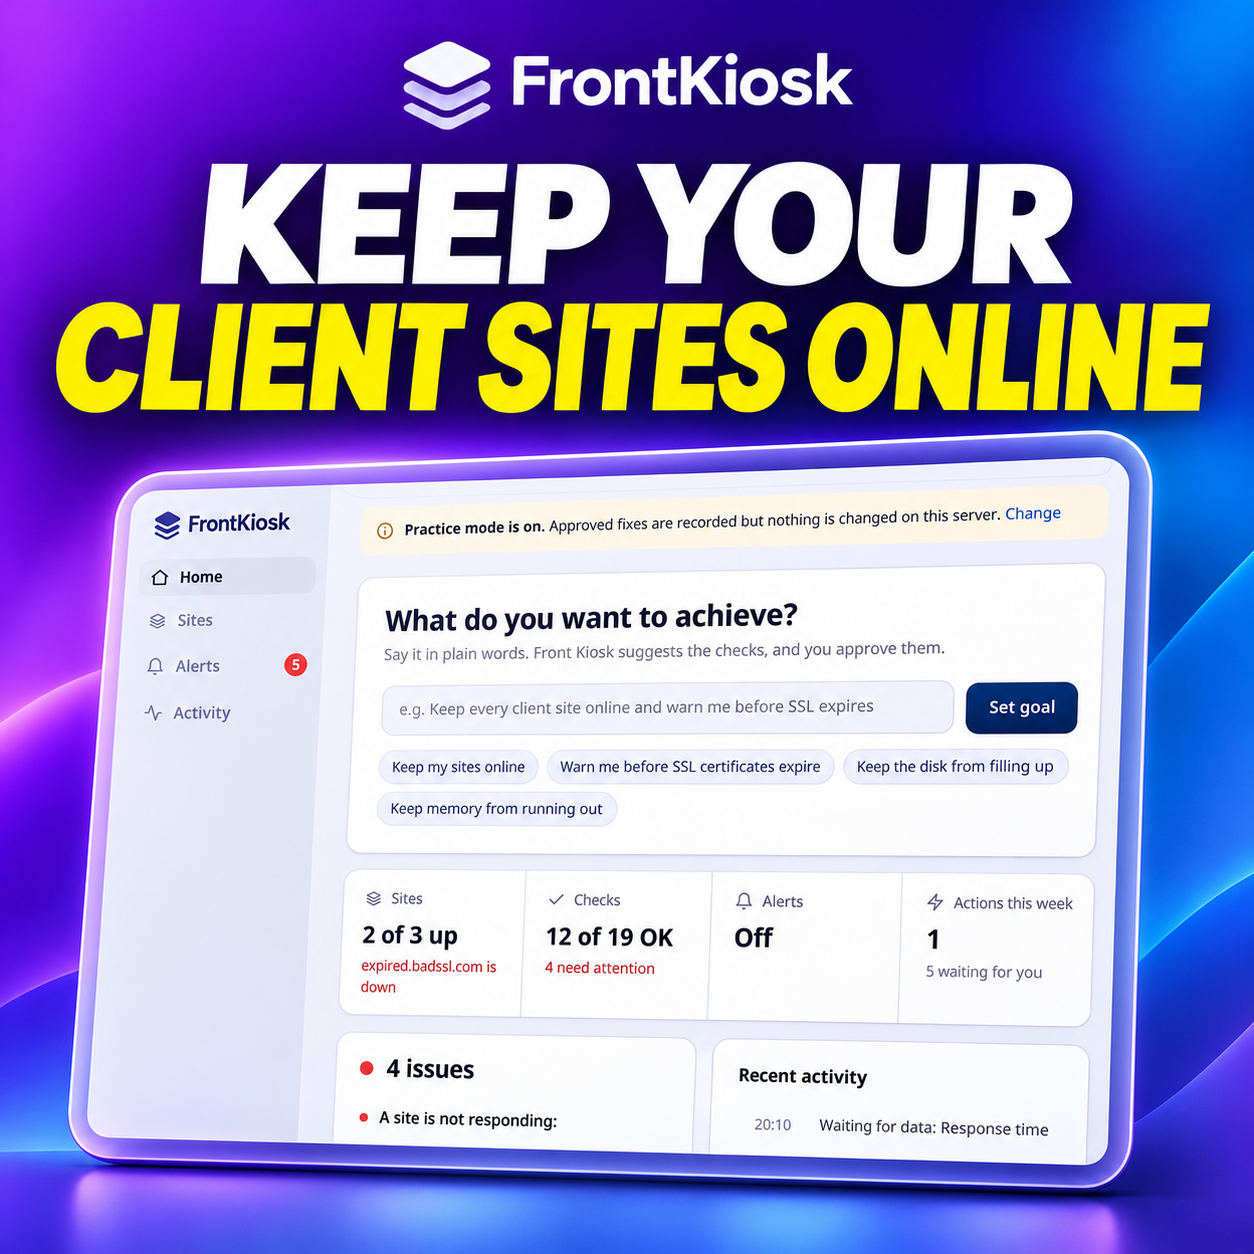 FrontKiosk
KEEP YOUR
CLIENT SITES ONLINE
FrontKiosk
Home
Sites
Alerts
5
Activity
Practice mode is on. Approved fixes are recorded but nothing is changed on this server. Change
What do you want to achieve?
Say it in plain words. Front Kiosk suggests the checks, and you approve them.
e.g. Keep every client site online and warn me before SSL expires
Set goal
Keep my sites online
Warn me before SSL certificates expire
Keep the disk from filling up
Keep memory from running out
Sites
2 of 3 up
expired.badssl.com is
down
Checks
12 of 19 OK
4 need attention
Alerts
Off
Actions this week
1
5 waiting for you
4 issues
A site is not responding:
Recent activity
20:10 Waiting for data: Response time